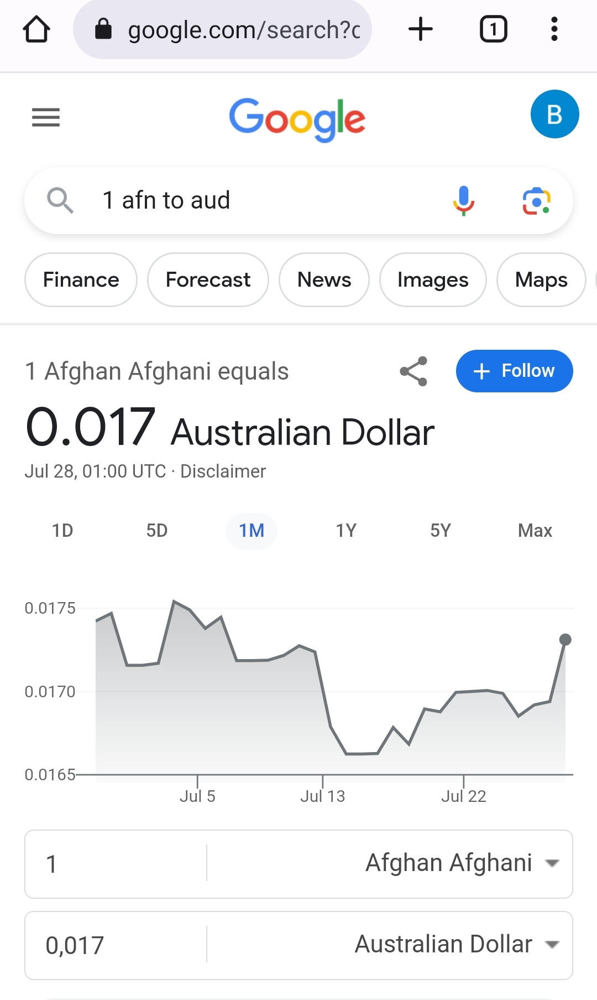 google.com/search?c
1
Google
B
1 afn to aud
Finance
Forecast
News
Images
Maps
1 Afghan Afghani equals
Follow
0.017 Australian Dollar
Jul 28, 01:00 UTC · Disclaimer
1D
5D
1M
1Y
5Y
Max
0.0175
0.0170
0.0165
Jul 5
Jul 13
Jul 22
1
Afghan Afghani
0,017
Australian Dollar